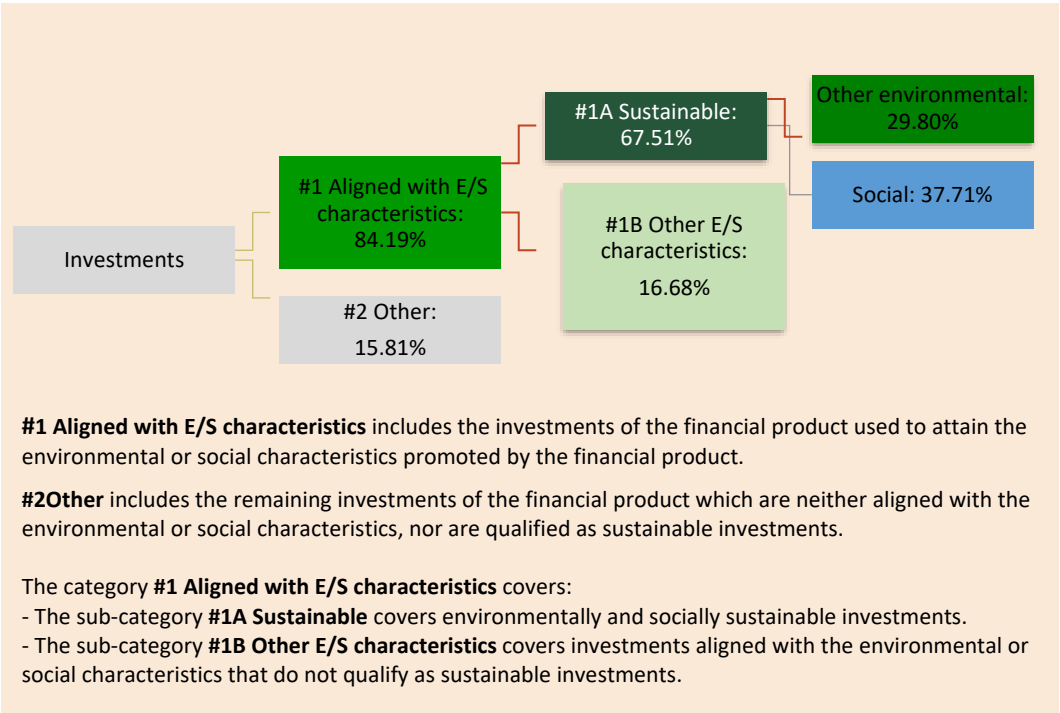 Other environmental:
29.80%
#1A Sustainable:
67.51%
Social: 37.71%
#1 Aligned with E/S
characteristics:
84.19%
#1B Other E/S
characteristics:
16.68%
Investments
#2 Other:
15.81%
#1 Aligned with E/S characteristics includes the investments of the financial product used to attain the
environmental or social characteristics promoted by the financial product.
#2Other includes the remaining investments of the financial product which are neither aligned with the
environmental or social characteristics, nor are qualified as sustainable investments.
The category #1 Aligned with E/S characteristics covers:
- The sub-category #1A Sustainable covers environmentally and socially sustainable investments.
- The sub-category #1B Other E/S characteristics covers investments aligned with the environmental or
social characteristics that do not qualify as sustainable investments.